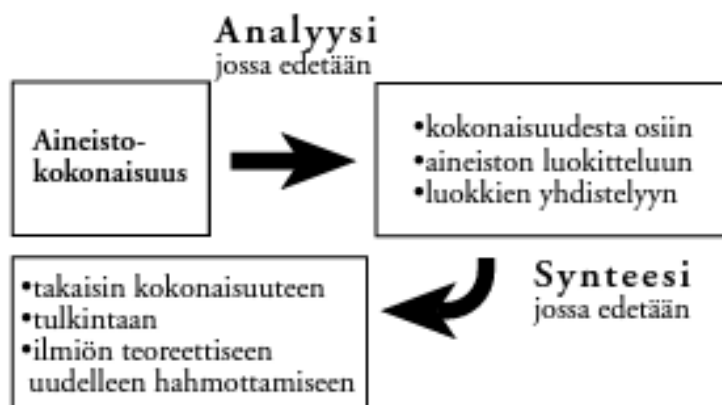 Analyysi
jossa edetään
Aineisto-
kokonaisuus
•kokonaisuudesta osiin
•aineiston luokitteluun
•luokkien yhdistelyyn
Synteesi
jossa edetään
•takaisin kokonaisuuteen
•tulkintaan
•ilmiön teoreettiseen
uudelleen hahmottamiseen